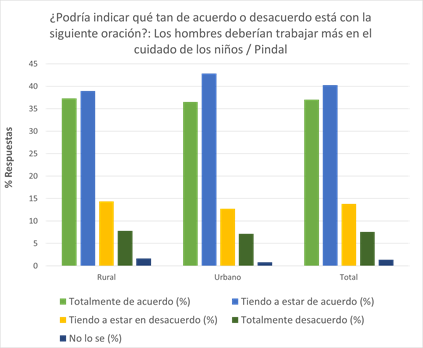 ¿Podría indicar qué tan de acuerdo o desacuerdo está con la
siguiente oración?: Los hombres deberían trabajar más en el
cuidado de los niños / Pindal
45
40
35
30
25
20
15
10
5
0
% Respuestas
Rural
Urbano
Total
Totalmente de acuerdo (%)
Tiendo a estar de acuerdo (%)
Tiendo a estar en desacuerdo (%)
Totalmente desacuerdo (%)
No lo se (%)